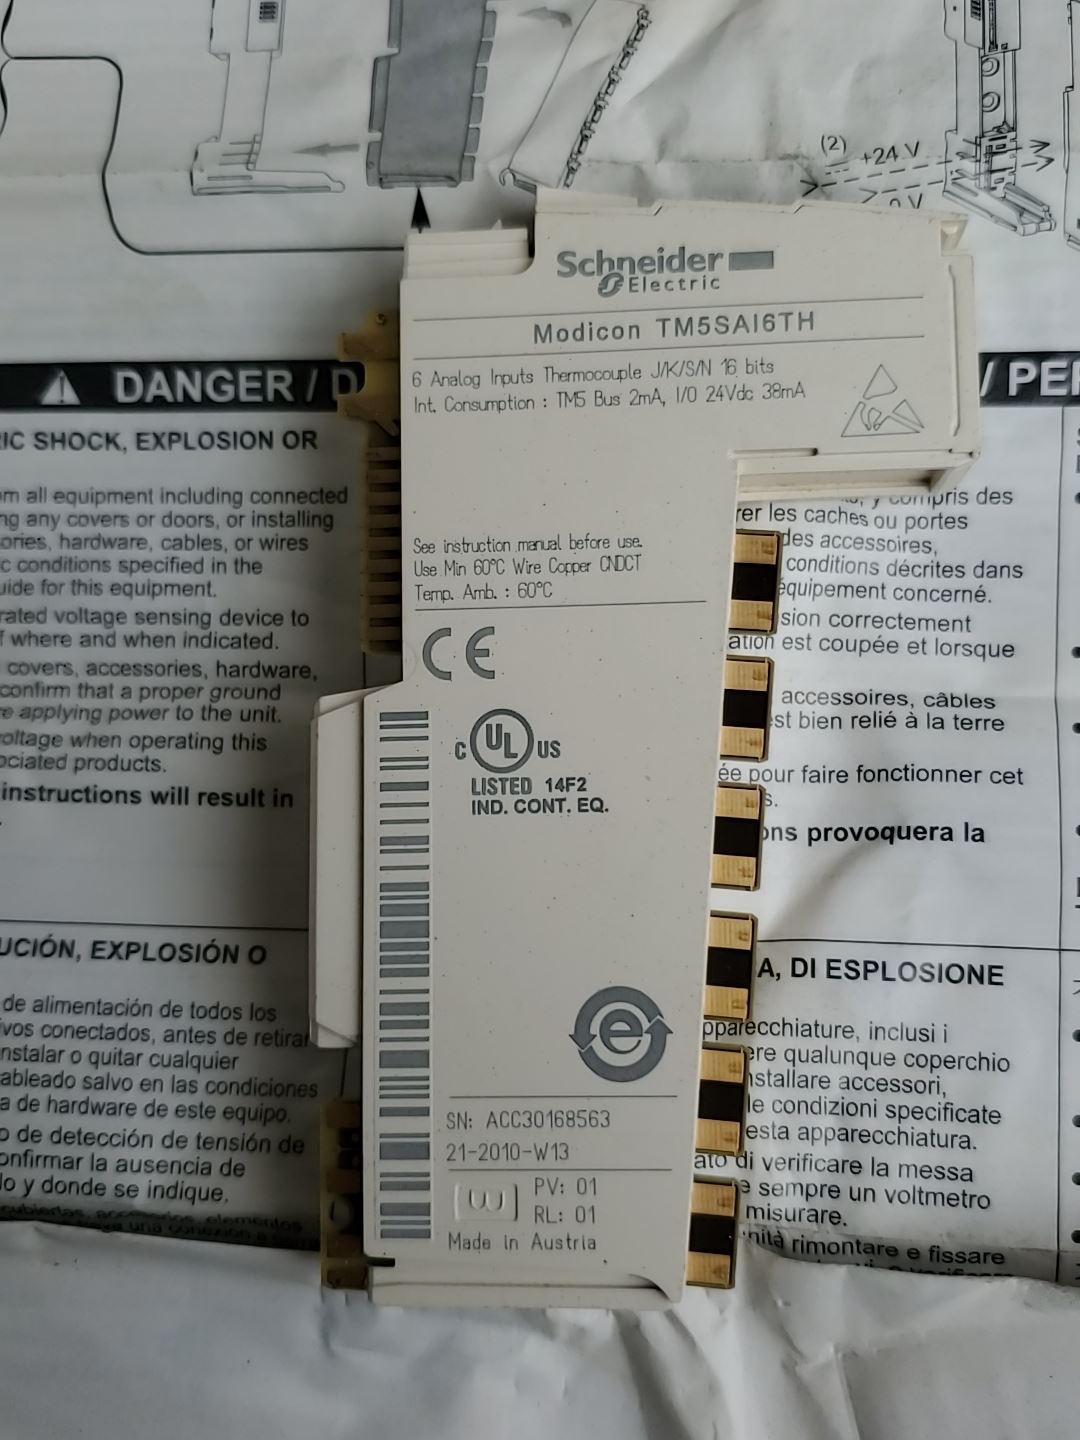 (2)
+24 V
0 V
Schneider
Electric
Modicon TM5SAI6TH
6 Analog Inputs Thermocouple J/K/S/N 16 bits
Int. Consumption : TM5 Bus 2mA, I/O 24Vdc 38mA
DANGER / D
/ PE
RIC SHOCK, EXPLOSION OR
m all equipment including connected
ng any covers or doors, or installing
ories, hardware, cables, or wires
c conditions specified in the
uide for this equipment.
rated voltage sensing device to
f where and when indicated.
covers, accessories, hardware,
confirm that a proper ground
e applying power to the unit.
oltage when operating this
ociated products.
instructions will result in
y compris des
rer les caches ou portes
des accessoires,
conditions décrites dans
équipement concerné.
sion correctement
ation est coupée et lorsque
accessoires, câbles
st bien relié à la terre
ée pour faire fonctionner cet
s.
ons provoquera la
See instruction manual before use.
Use Min 60°C Wire Copper CNDCT
Temp. Amb. : 60°C
CE
C UL US
LISTED 14F2
IND. CONT. EQ.
e
SN: ACC30168563
21-2010-W13
PV: 01
RL: 01
Made in Austria
UCIÓN, EXPLOSIÓN O
de alimentación de todos los
ivos conectados, antes de retirar
nstalar o quitar cualquier
ableado salvo en las condiciones
a de hardware de este equipo.
o de detección de tensión de
onfirmar la ausencia de
lo y donde se indique.
A, DI ESPLOSIONE
pparecchiature, inclusi i
ere qualunque coperchio
nstallare accessori,
le condizioni specificate
esta apparecchiatura.
ato di verificare la messa
e sempre un voltmetro
misurare.
nità rimontare e fissare